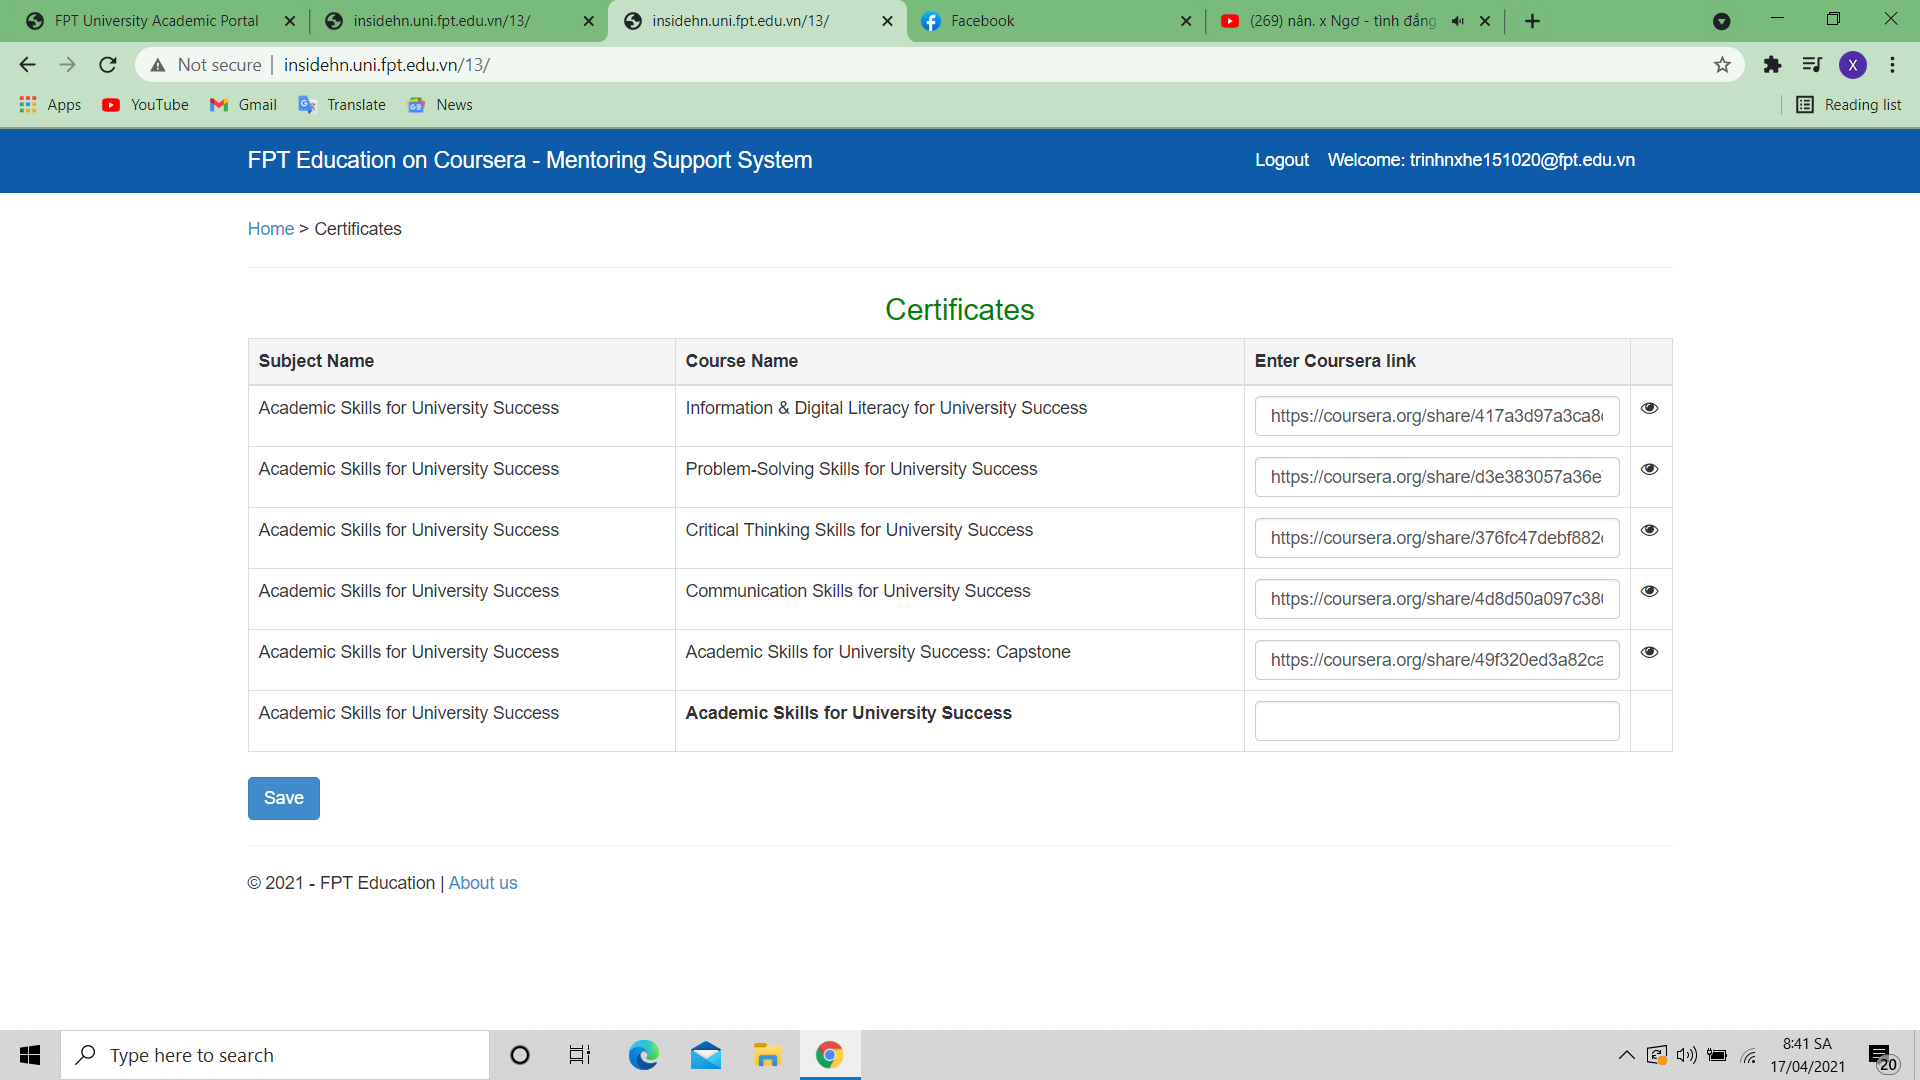 FPT University Academic Portal
insidehn.uni.fpt.edu.vn/13/
insidehn.uni.fpt.edu.vn/13/
Facebook
(269) nân. x Ngơ - tình đắng
Not secure
insidehn.uni.fpt.edu.vn/13/
X
Apps
YouTube
Gmail
Translate
News
Reading list
FPT Education on Coursera - Mentoring Support System
Logout
Welcome: trinhnxhe151020@fpt.edu.vn
Home > Certificates
Certificates
Subject Name Course Name Enter Coursera link
Academic Skills for University Success Information & Digital Literacy for University Success https://coursera.org/share/417a3d97a3ca8
Academic Skills for University Success Problem-Solving Skills for University Success https://coursera.org/share/d3e383057a36e
Academic Skills for University Success Critical Thinking Skills for University Success https://coursera.org/share/376fc47debf882
Academic Skills for University Success Communication Skills for University Success https://coursera.org/share/4d8d50a097c38
Academic Skills for University Success Academic Skills for University Success: Capstone https://coursera.org/share/49f320ed3a82ca
Academic Skills for University Success Academic Skills for University Success
Save
© 2021 - FPT Education | About us
Type here to search
8:41 SA
17/04/2021
20